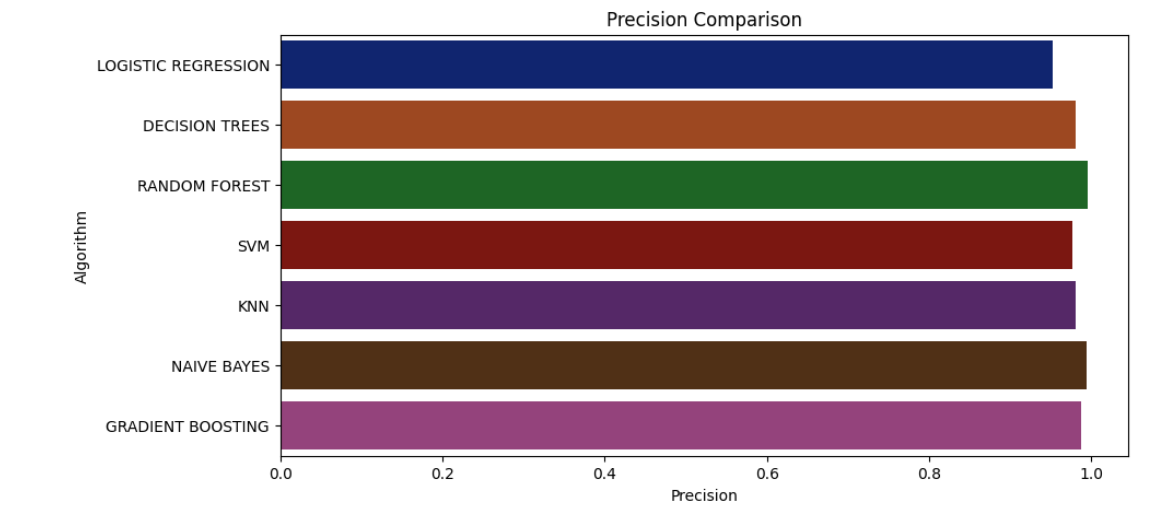 Precision Comparison
LOGISTIC REGRESSION
DECISION TREES
RANDOM FOREST
SVM
KNN
NAIVE BAYES
GRADIENT BOOSTING
Algorithm
0.0 0.2 0.4 0.6 0.8 1.0
Precision